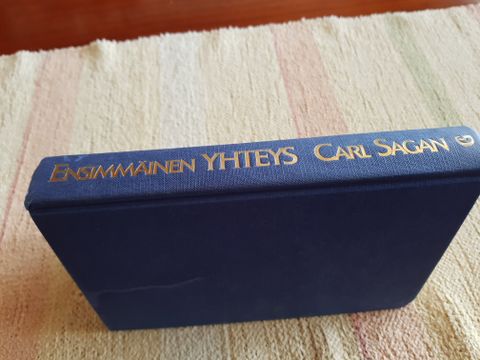 ENSIMMÄINEN YHTEYS CARL SAGAN